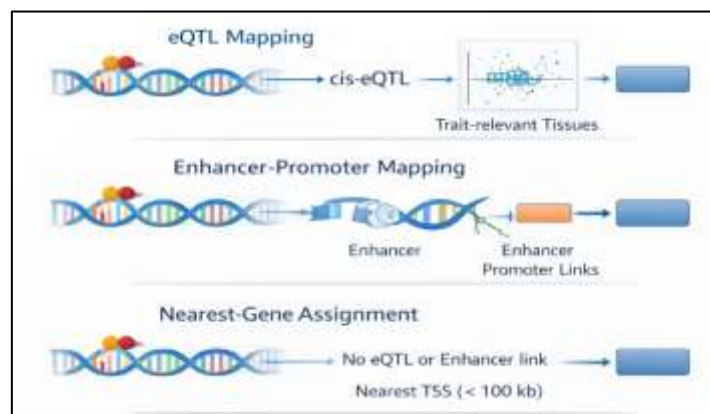 eQTL Mapping
cis-eQTL
Trait-relevant Tissues
Enhancer-Promoter Mapping
Enhancer
Enhancer
Promoter Links
Nearest-Gene Assignment
No eQTL or Enhancer link
Nearest TSS (< 100 kb)